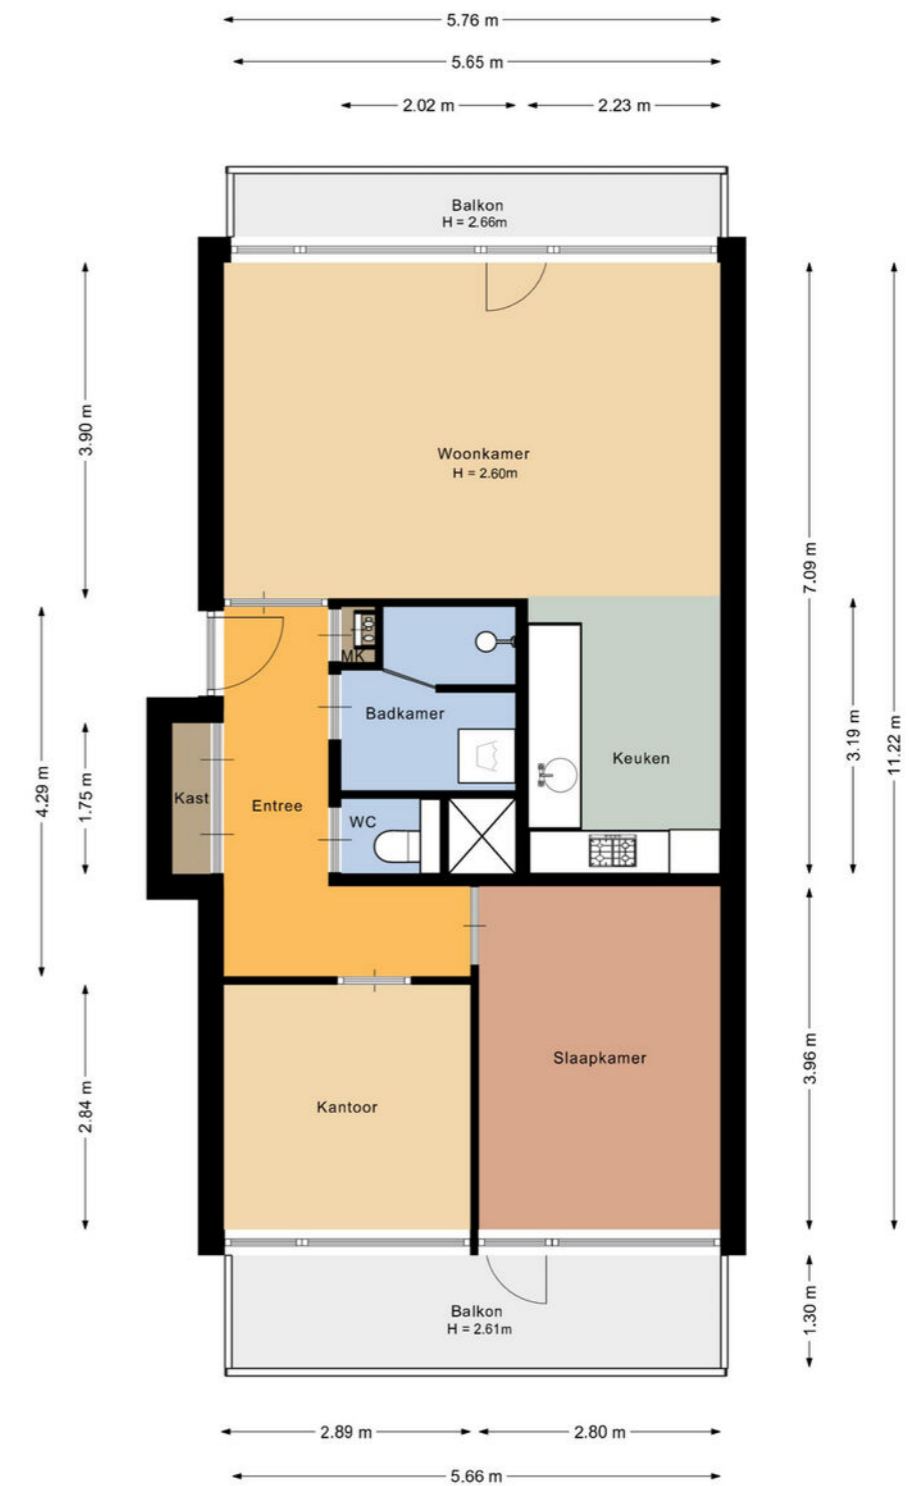 5.76 m
5.65 m
2.02 m
2.23 m
Balkon
H = 2.66m
3.90 m
Woonkamer
H = 2.60m
7.09 m
11.22 m
MK
Badkamer
4.29 m
1.75 m
3.19 m
Keuken
Kast
Entree
WC
Slaapkamer
3.96 m
2.84 m
Kantoor
Balkon
H = 2.61m
1.30 m
2.89 m
2.80 m
5.66 m